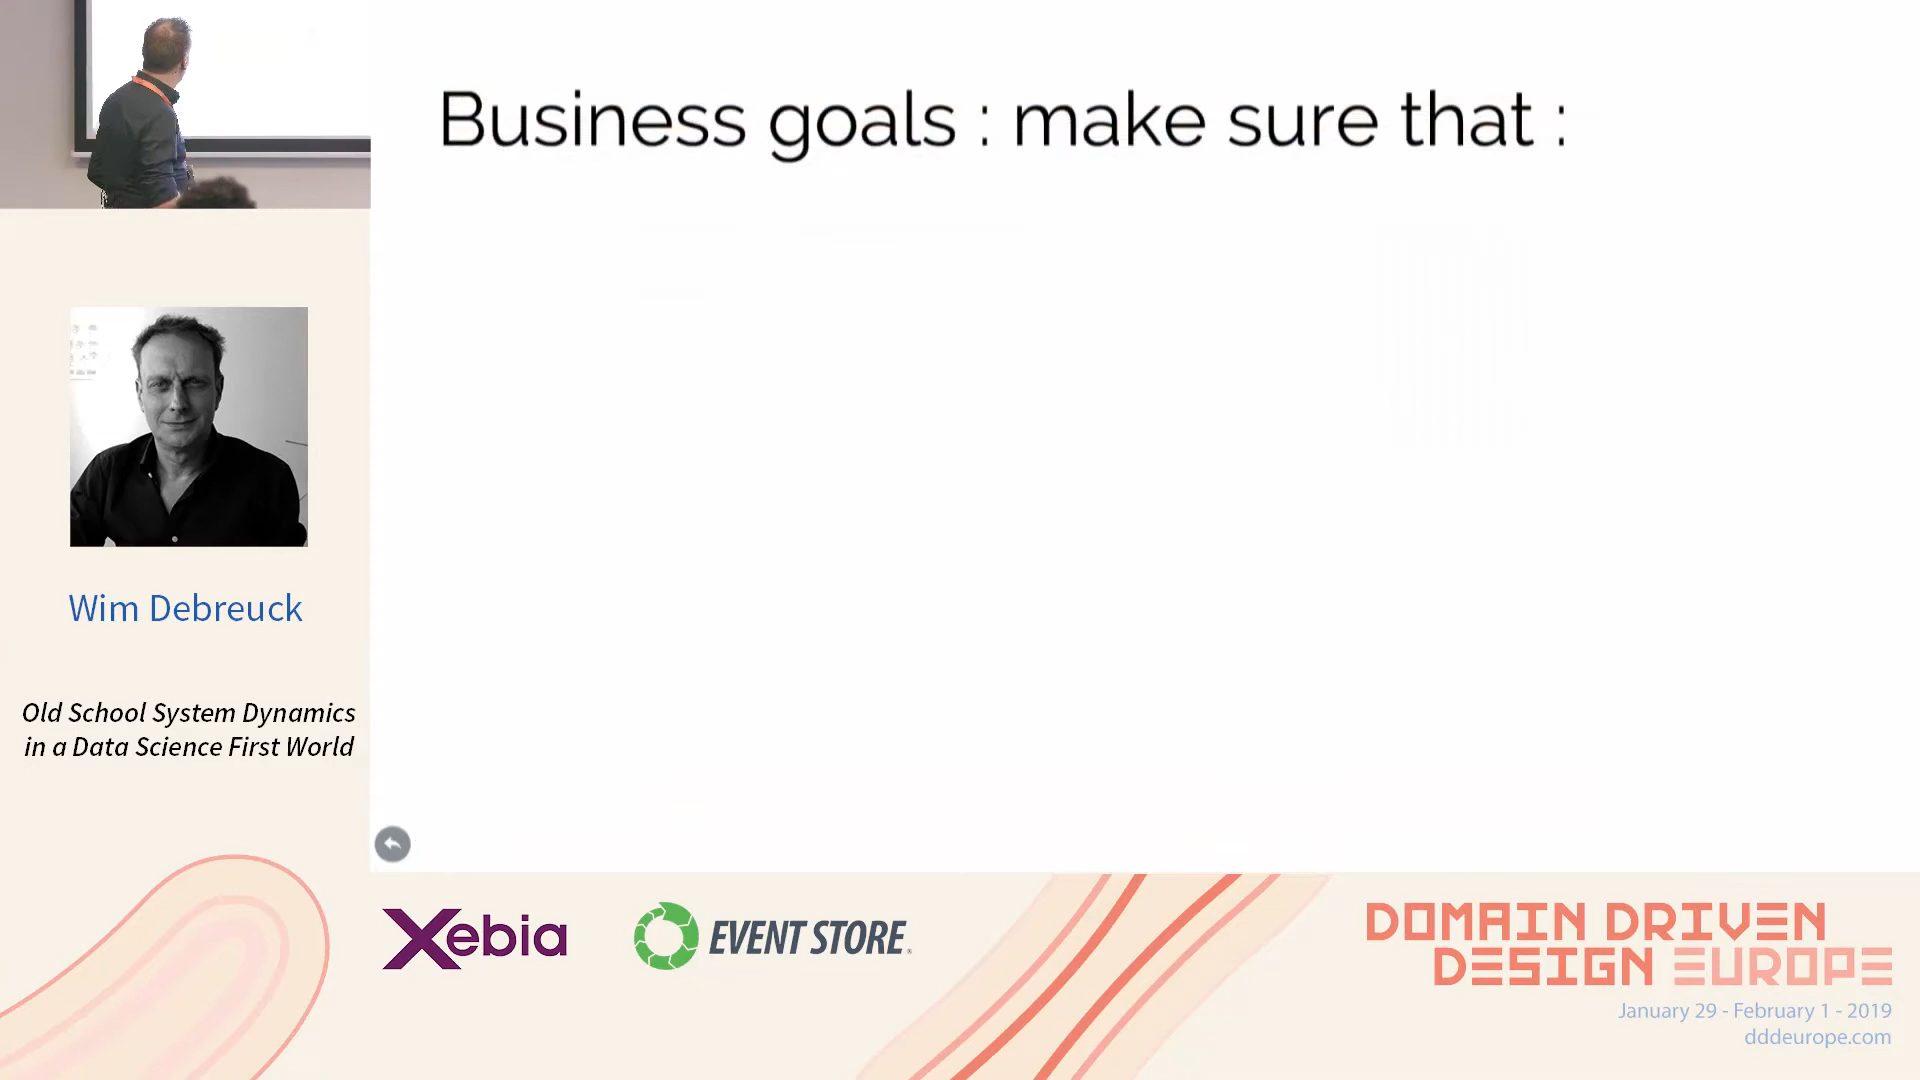 Business goals : make sure that :
Wim Debreuck
Old School System Dynamics
in a Data Science First World
Xebia
EVENT STORE
DOMAIN DRIVEN
DESIGN EUROPE
January 29 - February 1 - 2019
dddeurope.com